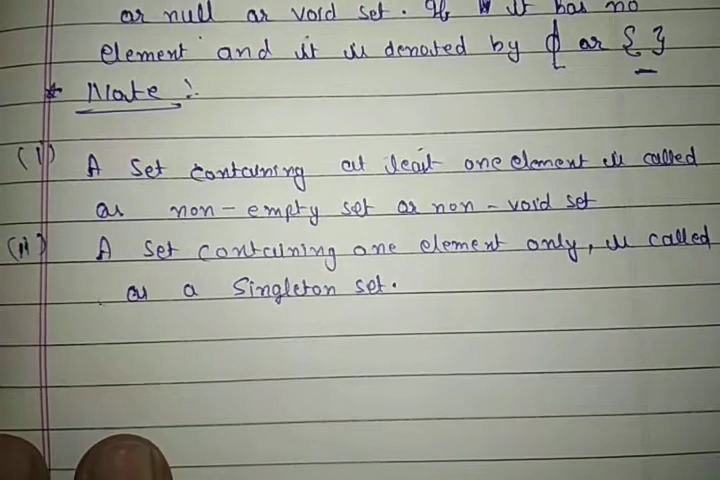 or null or void set. If it has no
element and it is denoted by ϕ or { }
* Note :-
(i) A set containing at least one element is called
as non-empty set or non-void set
(ii) A set containing one element only, is called
as a Singleton set.